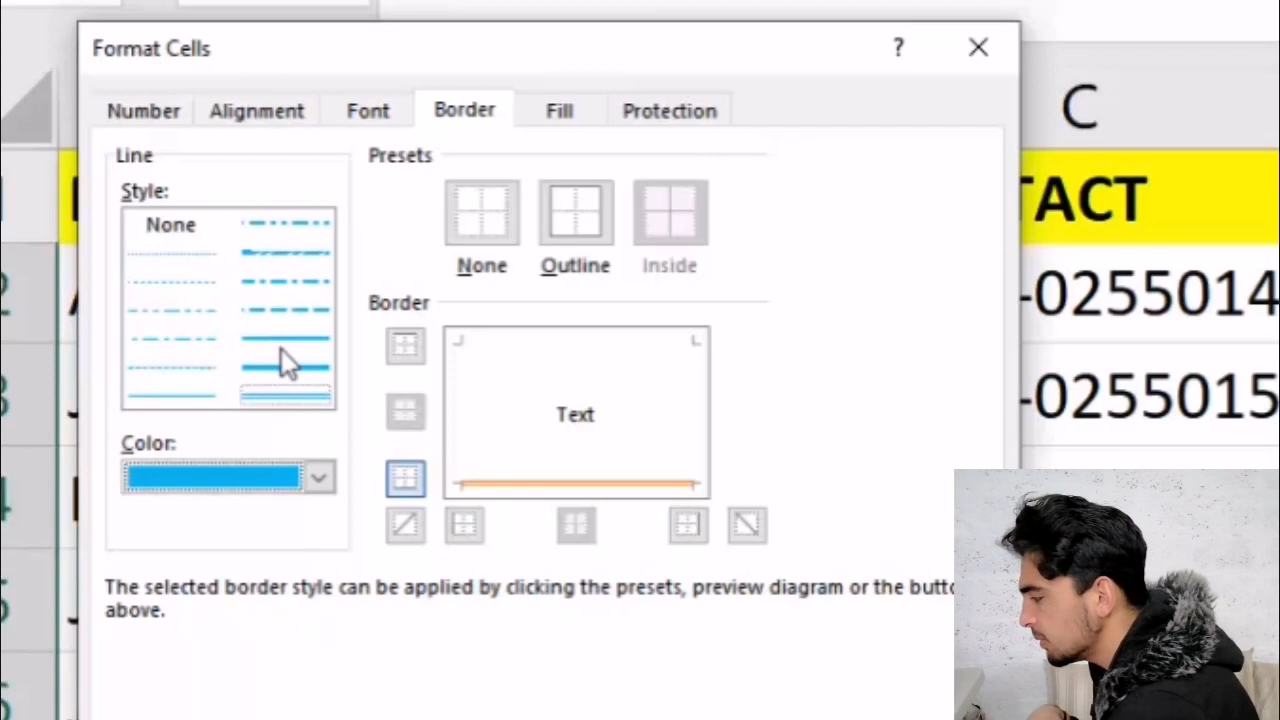 Format Cells
?
Number Alignment Font Border Fill Protection
C
Line
Presets
Style:
None
None Outline Inside
TACT
Border
-0255014
Text
-0255015
Color:
The selected border style can be applied by clicking the presets, preview diagram or the
above.